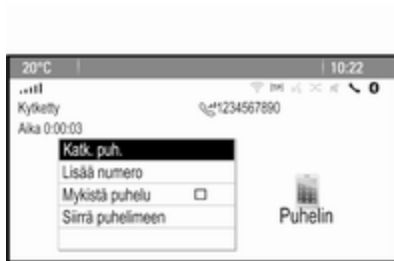 20°C 10:22
Kytketty 1234567890
Aika 0:00:03
Katk. puh.
Lisää numero
Mykistä puhelu
Siirrä puhelimeen
Puhelin